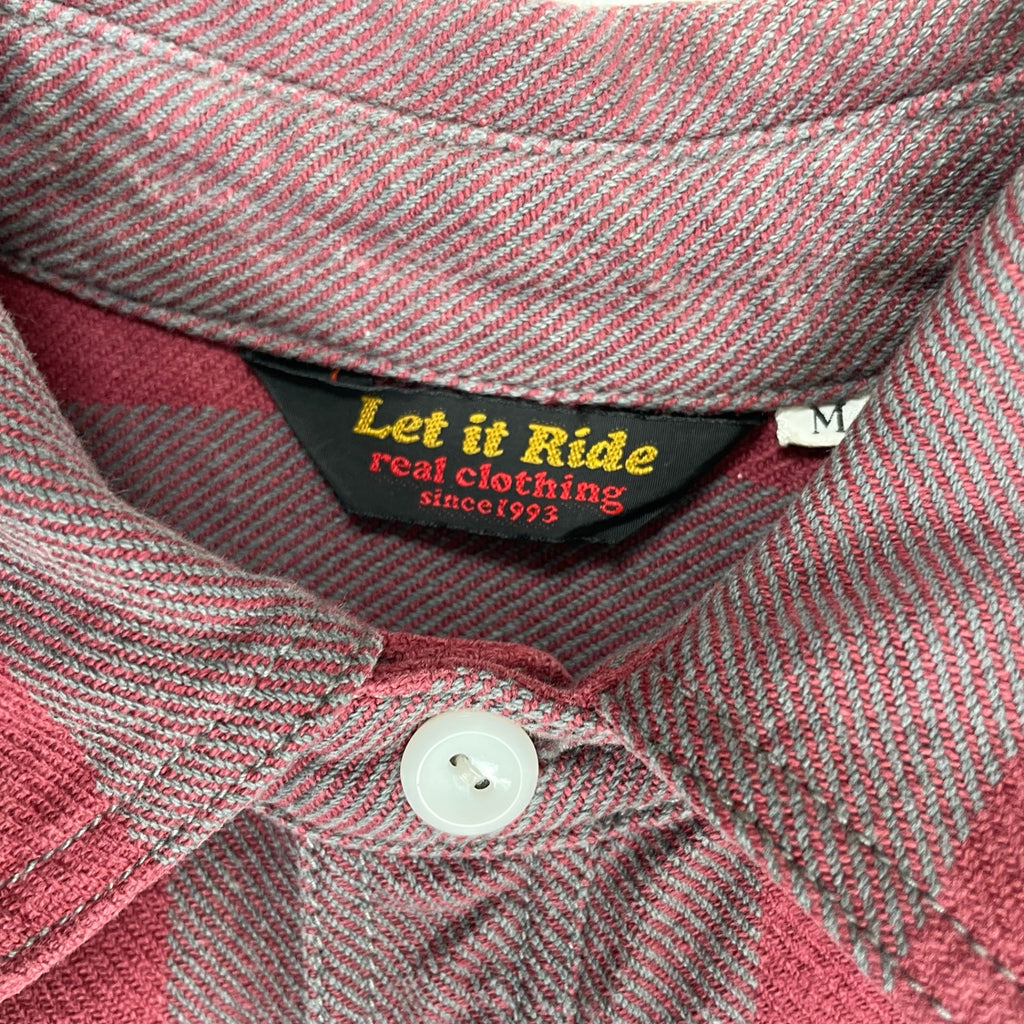 Let it Ride
real clothing
since1993
M